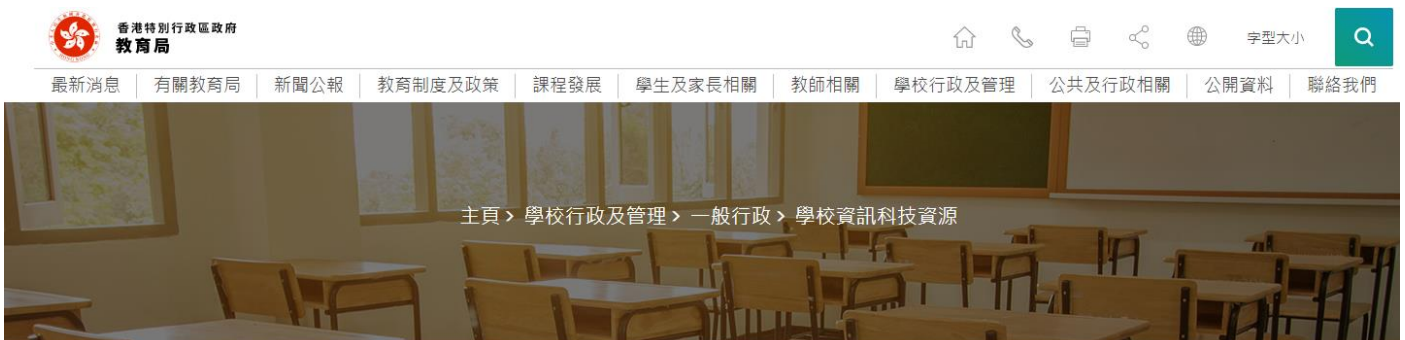 香港特別行政區政府
教育局
字型大小
最新消息 有關教育局 新聞公報 教育制度及政策 課程發展 學生及家長相關 教師相關 學校行政及管理 公共及行政相關 公開資料 聯絡我們
主頁 > 學校行政及管理 > 一般行政 > 學校資訊科技資源